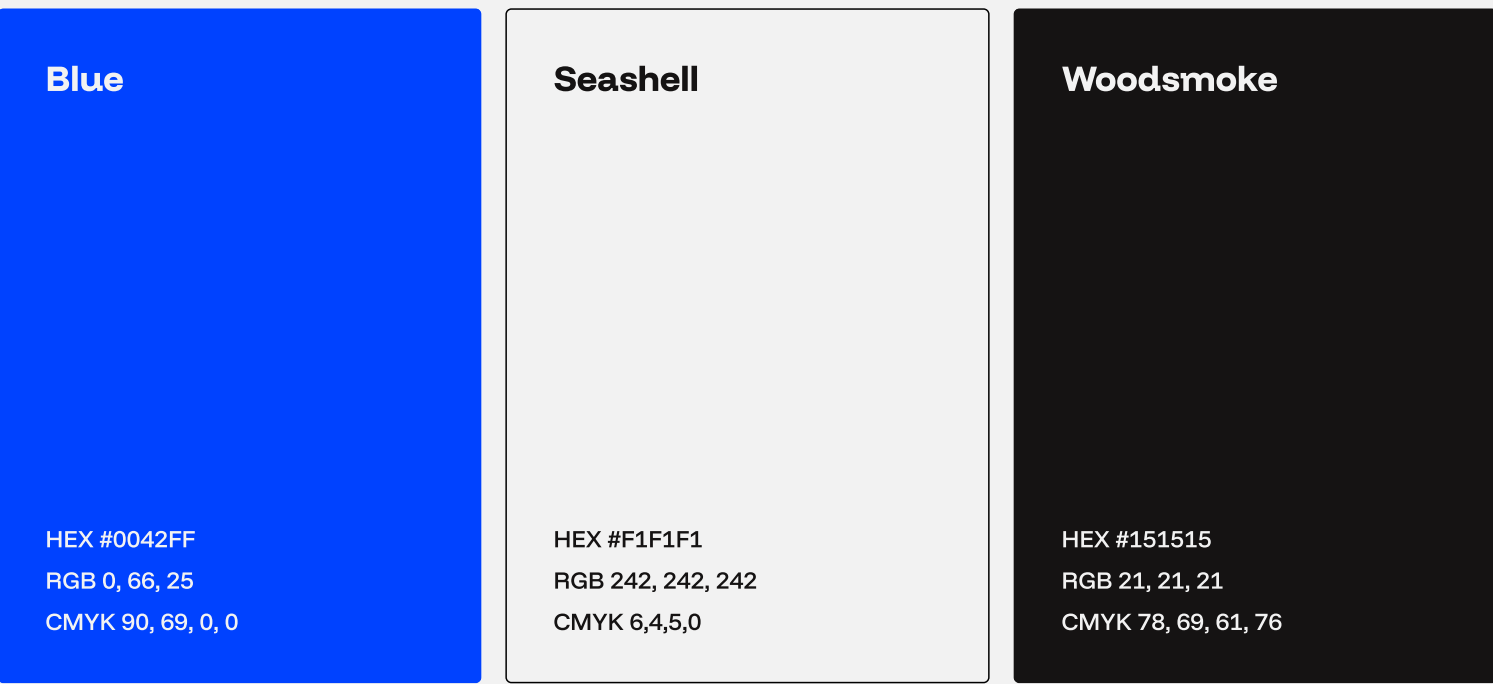 Blue
HEX #0042FF
RGB 0, 66, 25
CMYK 90, 69, 0, 0
Seashell
HEX #F1F1F1
RGB 242, 242, 242
CMYK 6,4,5,0
Woodsmoke
HEX #151515
RGB 21, 21, 21
CMYK 78, 69, 61, 76